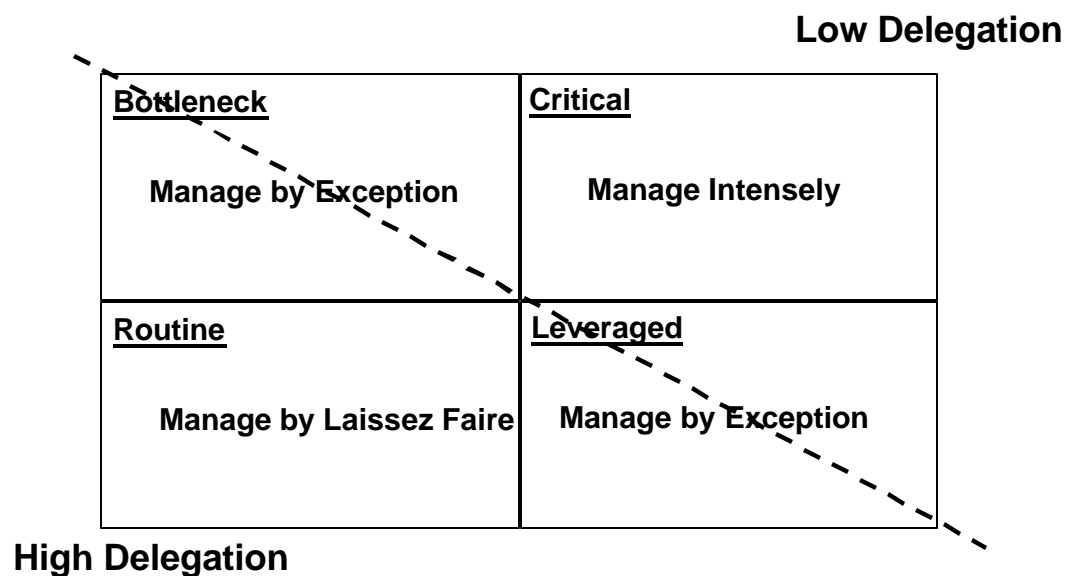 Low Delegation
Bottleneck
Critical
Manage by Exception
Manage Intensely
Routine
Leveraged
Manage by Laissez Faire
Manage by Exception
High Delegation